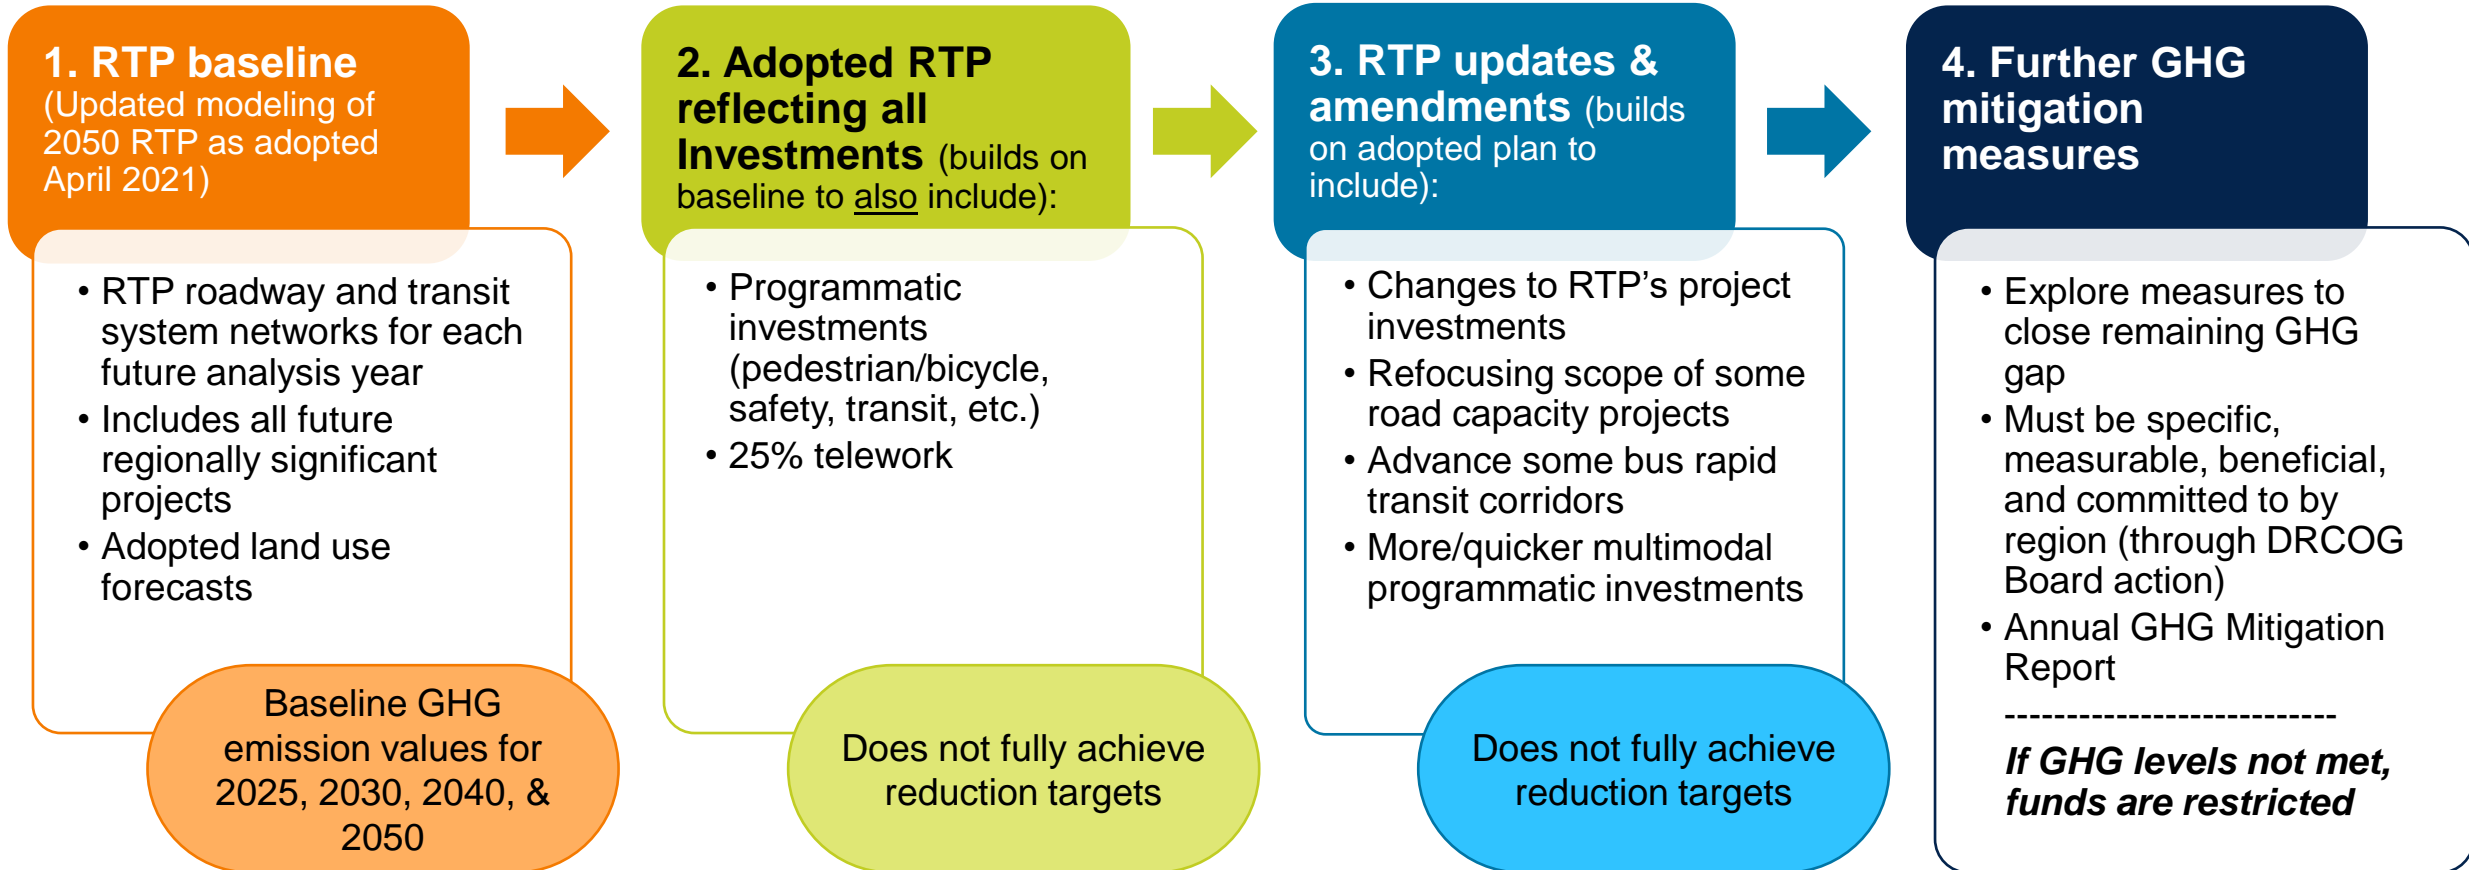 1. RTP baseline
(Updated modeling of
2050 RTP as adopted
April 2021)
• RTP roadway and transit
system networks for each
future analysis year
• Includes all future
regionally significant
projects
• Adopted land use
forecasts
Baseline GHG
emission values for
2025, 2030, 2040, &
2050
2. Adopted RTP
reflecting all
Investments (builds on
baseline to also include):
• Programmatic
investments
(pedestrian/bicycle,
safety, transit, etc.)
• 25% telework
Does not fully achieve
reduction targets
3. RTP updates &
amendments (builds
on adopted plan to
include):
• Changes to RTP’s project
investments
• Refocusing scope of some
road capacity projects
• Advance some bus rapid
transit corridors
• More/quicker multimodal
programmatic investments
Does not fully achieve
reduction targets
4. Further GHG
mitigation
measures
• Explore measures to
close remaining GHG
gap
• Must be specific,
measurable, beneficial,
and committed to by
region (through DRCOG
Board action)
• Annual GHG Mitigation
Report
---------------------------
If GHG levels not met,
funds are restricted